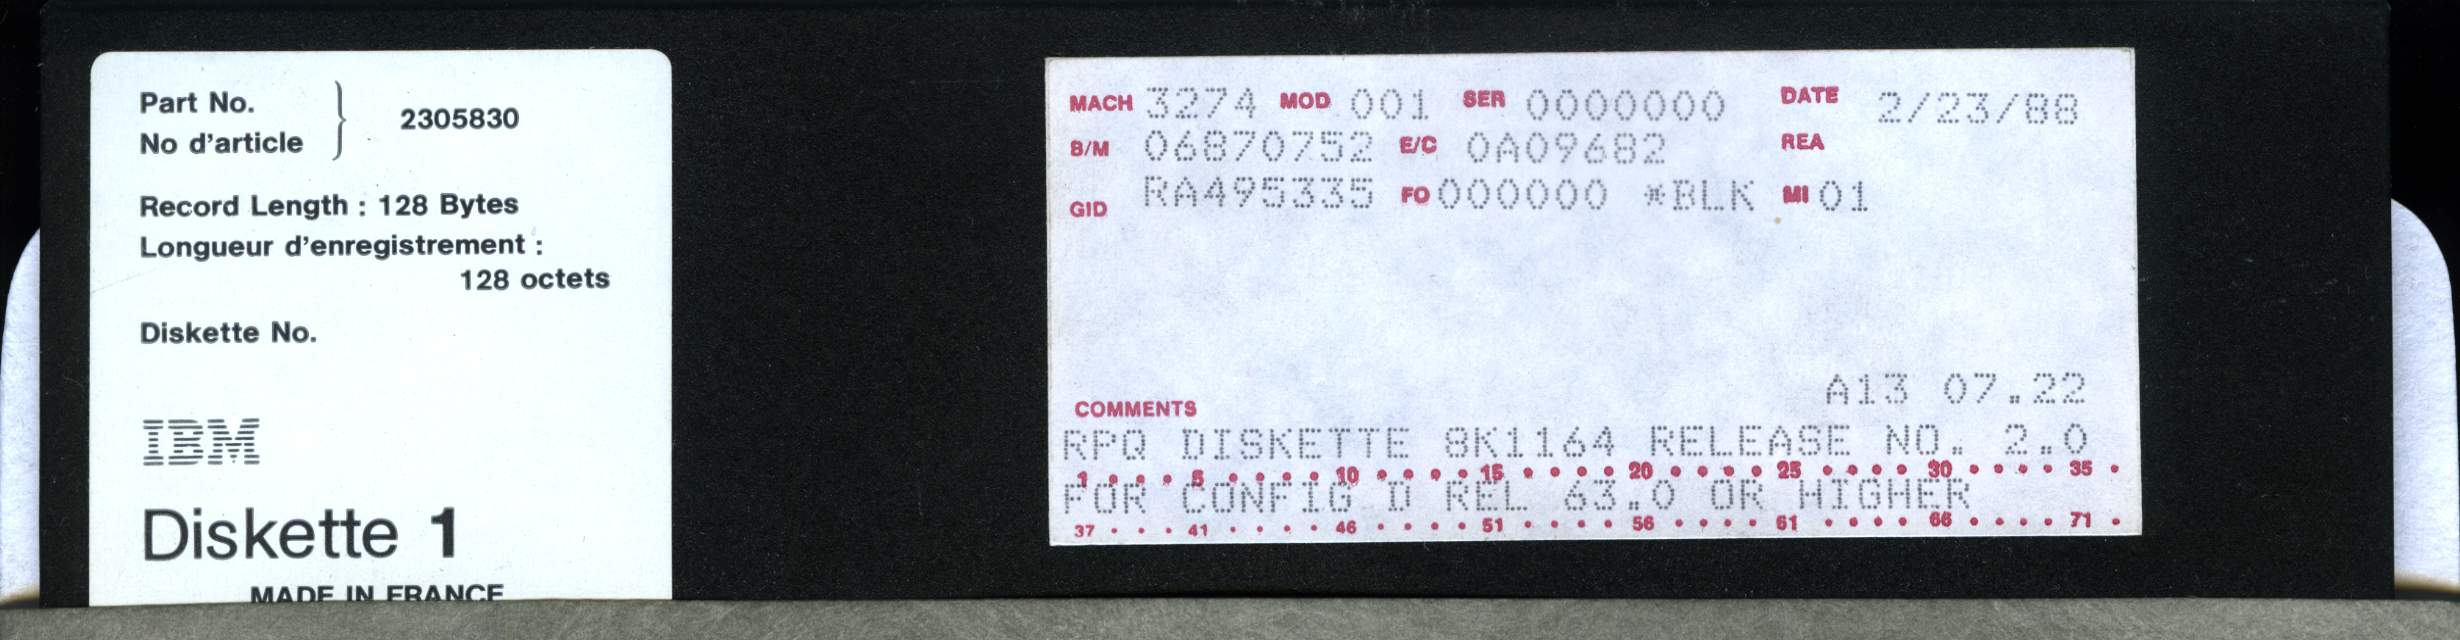 Part No.
No d'article } 2305830
Record Length : 128 Bytes
Longueur d'enregistrement :
128 octets
Diskette No.
IBM
Diskette 1
MADE IN FRANCE
MACH 3274 MOD 001 SER 0000000 DATE 2/23/88
B/M 06870752 E/C 0A09682 REA
GID RA495335 FO 000000 *BLK MI 01
A13 07.22
COMMENTS
RPQ DISKETTE 8K1164 RELEASE NO. 2.0
1 • • • 5 • • • • 10 • • • • 15 • • • • 20 • • • • 25 • • • • 30 • • • • 35 •
FOR CONFIG D REL 63.0 OR HIGHER
37 • • • 41 • • • • 46 • • • • 51 • • • • 56 • • • • 61 • • • • 66 • • • • 71 •